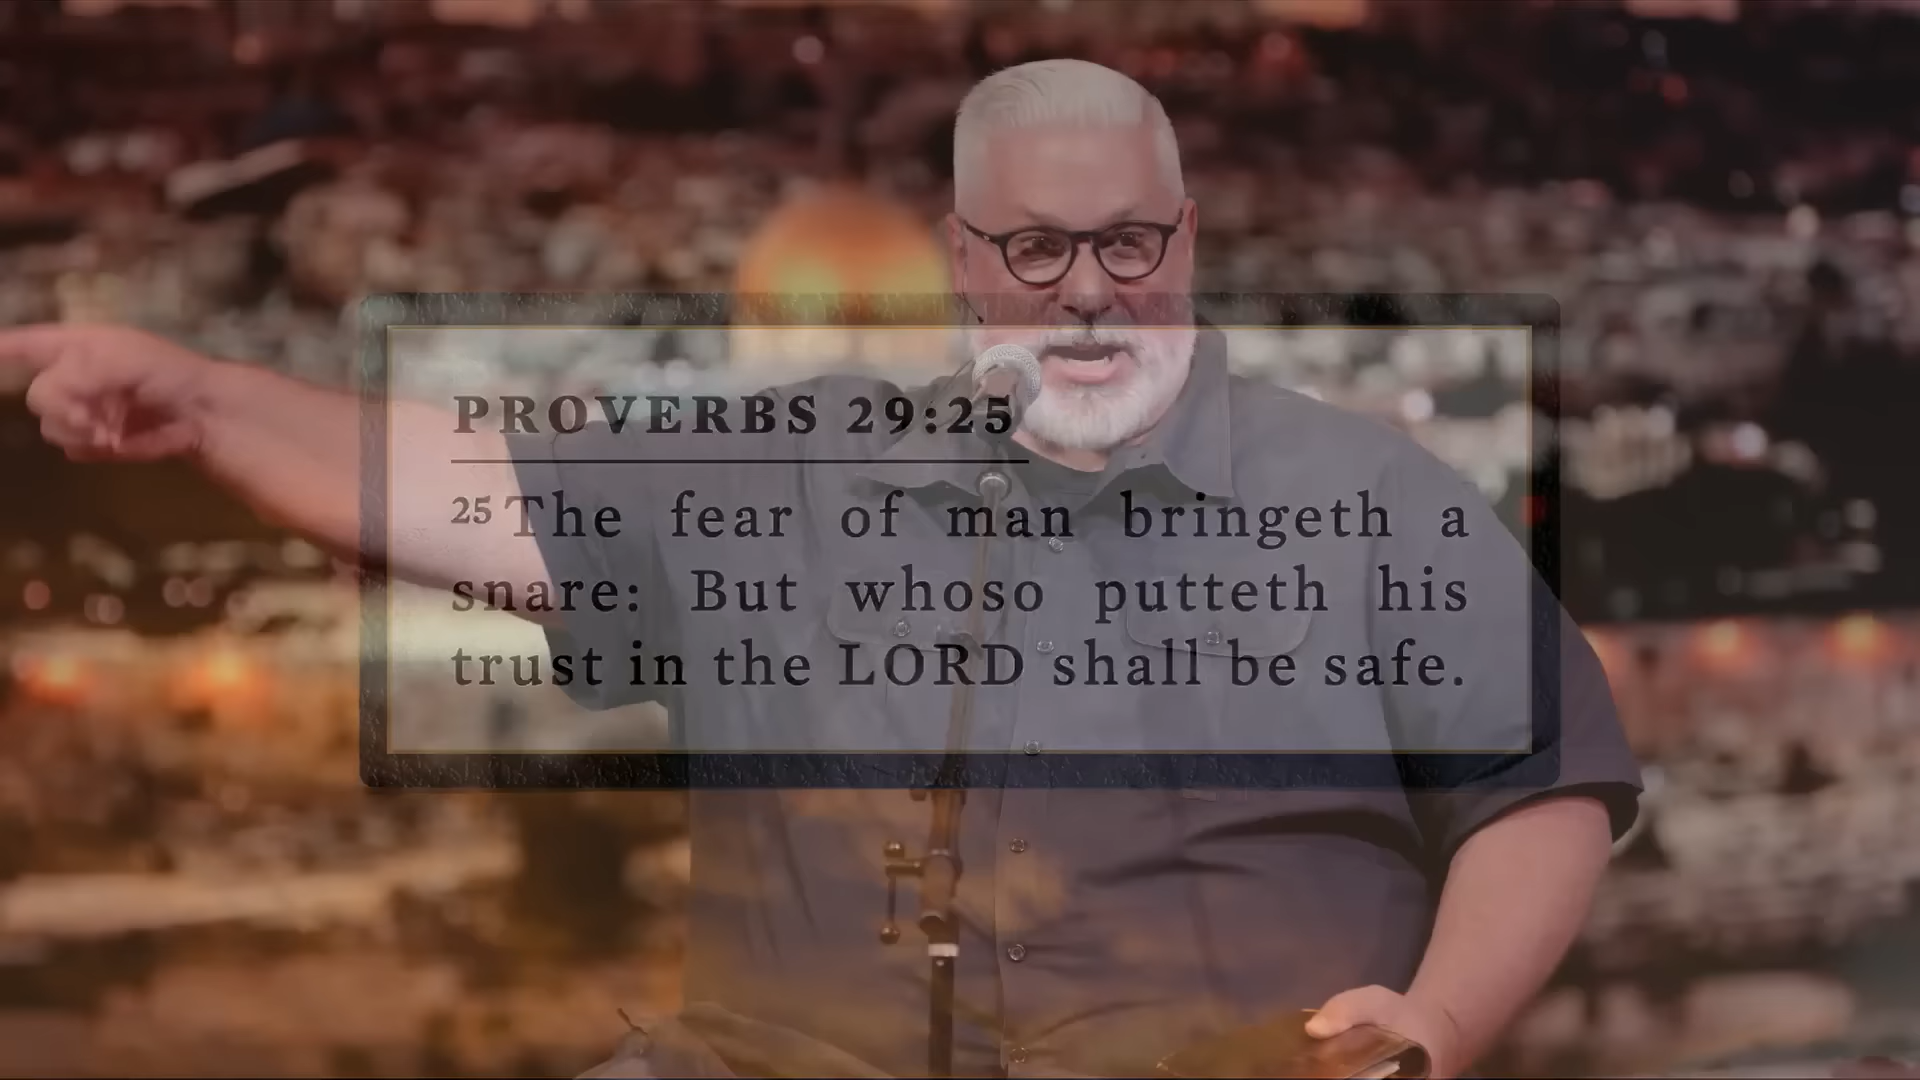 PROVERBS 29:25
25 The fear of man bringeth a
snare: But whoso putteth his
trust in the LORD shall be safe.